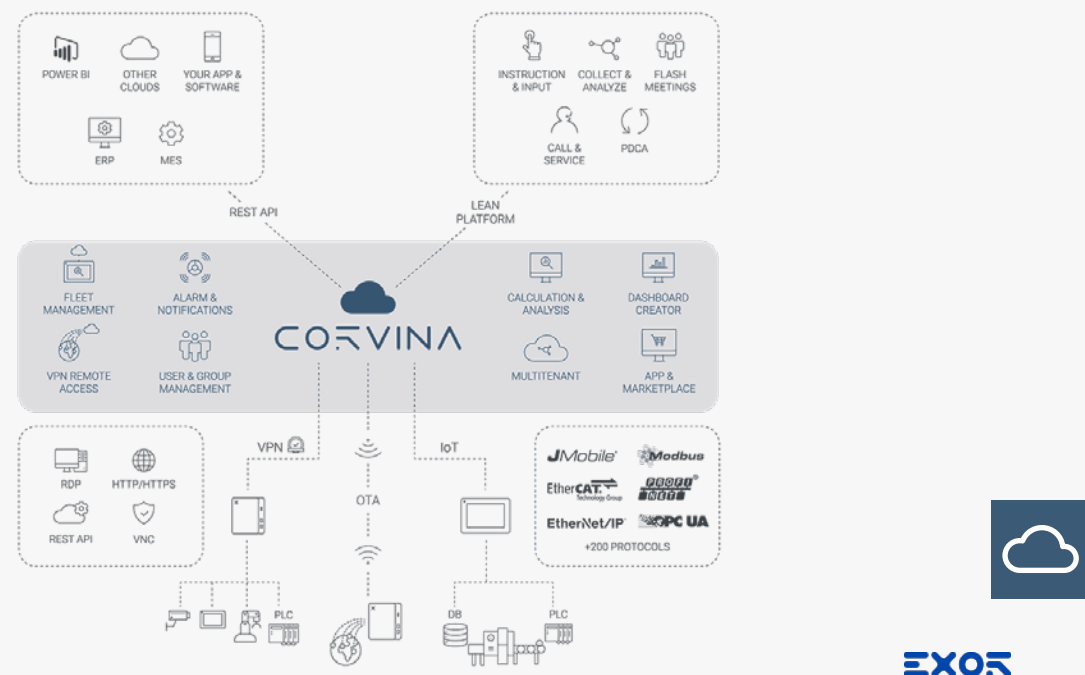 POWER BI
OTHER
CLOUDS
YOUR APP &
SOFTWARE
ERP
MES
INSTRUCTION
& INPUT
COLLECT &
ANALYZE
FLASH
MEETINGS
CALL &
SERVICE
PDCA
REST API
LEAN
PLATFORM
FLEET
MANAGEMENT
ALARM &
NOTIFICATIONS
VPN REMOTE
ACCESS
USER & GROUP
MANAGEMENT
CORVINA
CALCULATION &
ANALYSIS
DASHBOARD
CREATOR
MULTITENANT
APP &
MARKETPLACE
RDP
HTTP/HTTPS
REST API
VNC
VPN
OTA
IoT
JMobile®
Modbus
EtherCAT
Technology Group
PROFI
NET®
EtherNet/IP
OPC UA
+200 PROTOCOLS
PLC
DB
PLC
EXOR